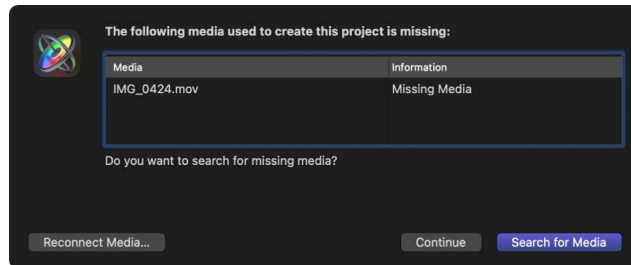 The following media used to create this project is missing:
Media Information
IMG_0424.mov Missing Media
Do you want to search for missing media?
Reconnect Media... Continue Search for Media